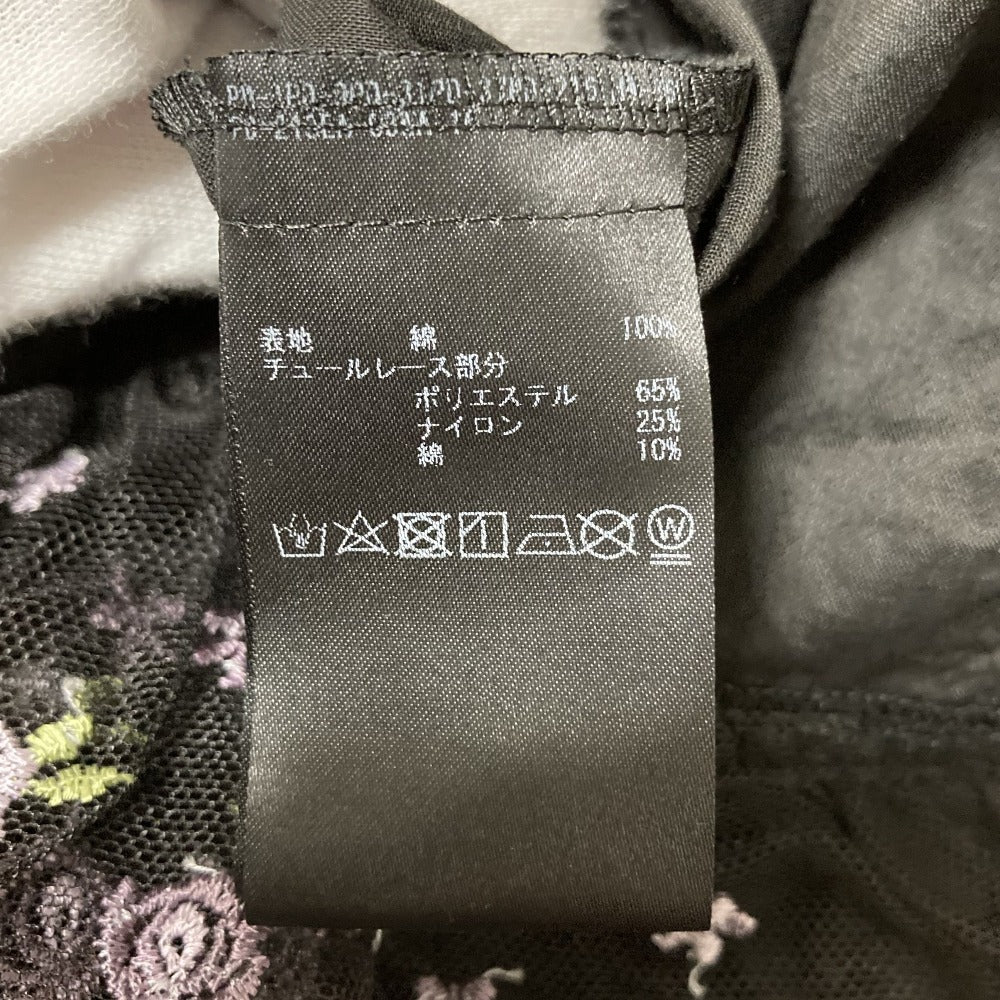 表地 綿 100%
チュールレース部分
ポリエステル 65%
ナイロン 25%
綿 10%
W